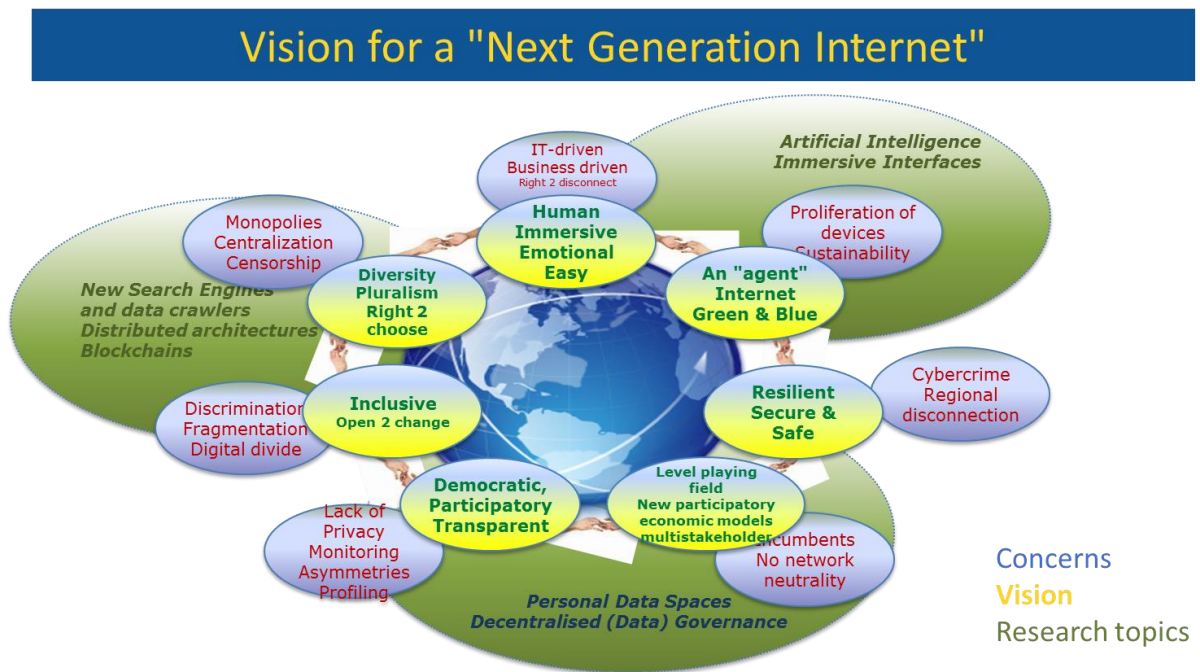 Vision for a "Next Generation Internet"
Artificial Intelligence
Immersive Interfaces
IT-driven
Business driven
Right 2 disconnect
Human
Immersive
Emotional
Easy
Proliferation of
devices
Sustainability
An "agent"
Internet
Green & Blue
Monopolies
Centralization
Censorship
Diversity
Pluralism
Right 2
choose
New Search Engines
and data crawlers
Distributed architectures
Blockchains
Cybercrime
Regional
disconnection
Resilient
Secure &
Safe
Discrimination
Fragmentation
Digital divide
Inclusive
Open 2 change
Democratic,
Participatory
Transparent
Level playing
field
New participatory
economic models
multistakeholder
Lack of
Privacy
Monitoring
Asymmetries
Profiling
Incumbents
No network
neutrality
Personal Data Spaces
Decentralised (Data) Governance
Concerns
Vision
Research topics